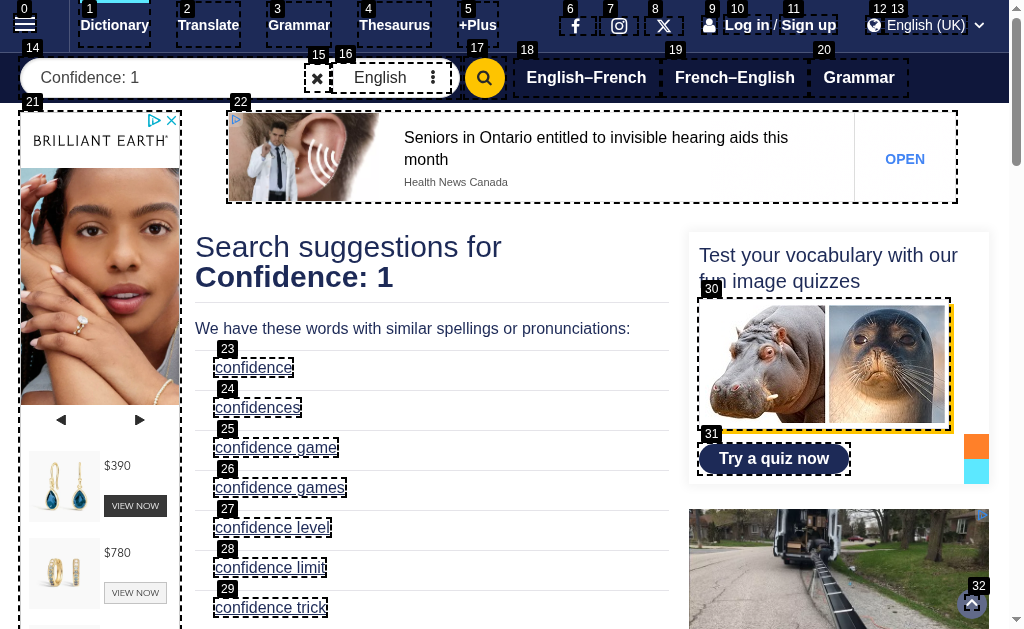 0 1 2 3 4 5 6 7 8 9 10 11 12 13
Dictionary Translate Grammar Thesaurus +Plus Log in / Sign up English (UK)
14 15 16 17 18 19 20
Confidence: 1 English English–French French–English Grammar
21 22
BRILLIANT EARTH
Seniors in Ontario entitled to invisible hearing aids this
month
Health News Canada
OPEN
Search suggestions for
Confidence: 1
We have these words with similar spellings or pronunciations:
23
confidence
24
confidences
25
confidence game
26
confidence games
27
confidence level
28
confidence limit
29
confidence trick
$390
VIEW NOW
$780
VIEW NOW
Test your vocabulary with our
fun image quizzes
30
31
Try a quiz now
32